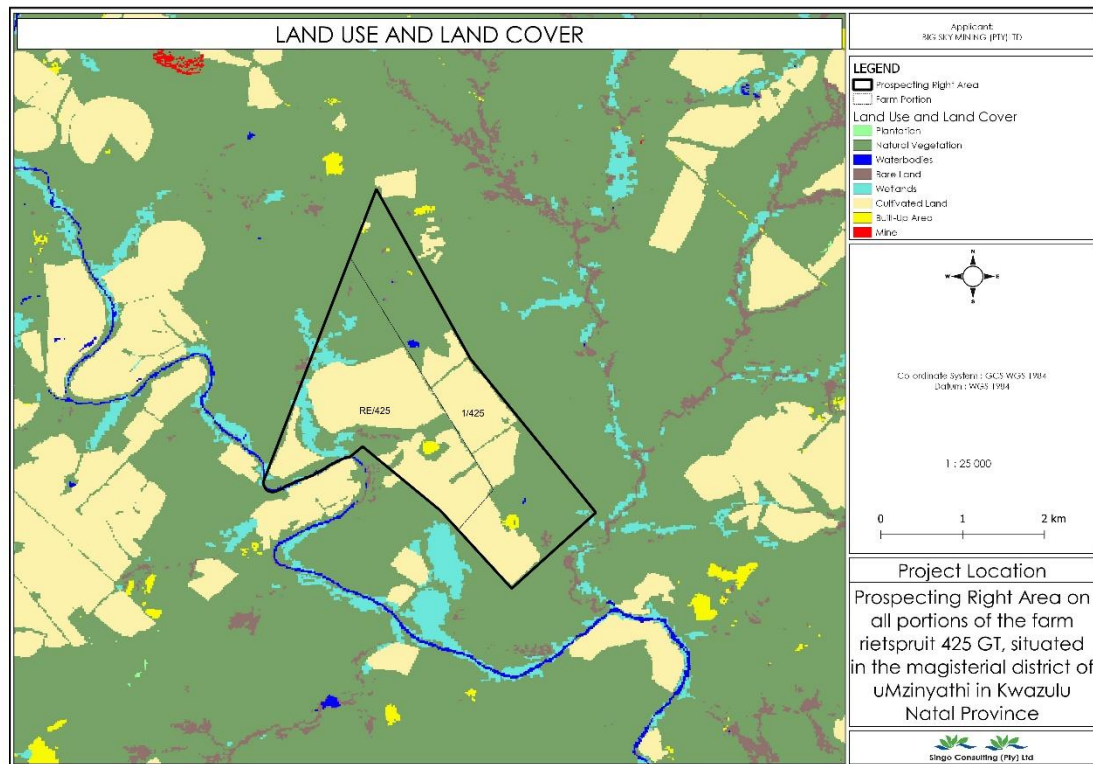 LAND USE AND LAND COVER
Applicant:
BIG SKY MINING (PTY) LTD
LEGEND
Prospecting Right Area
Farm Portion
Land Use and Land Cover
Plantation
Natural Vegetation
Waterbodies
Bare Land
Wetlands
Cultivated Land
Built-Up Area
Mine
N
W
E
S
Co-ordinate System : GCS WGS 1984
Datum : WGS 1984
1 : 25 000
0 1 2 km
RE/425
1/425
Project Location
Prospecting Right Area on
all portions of the farm
rietspruit 425 GT, situated
in the magisterial district of
uMzinyathi in Kwazulu
Natal Province
Singo Consulting (Pty) Ltd